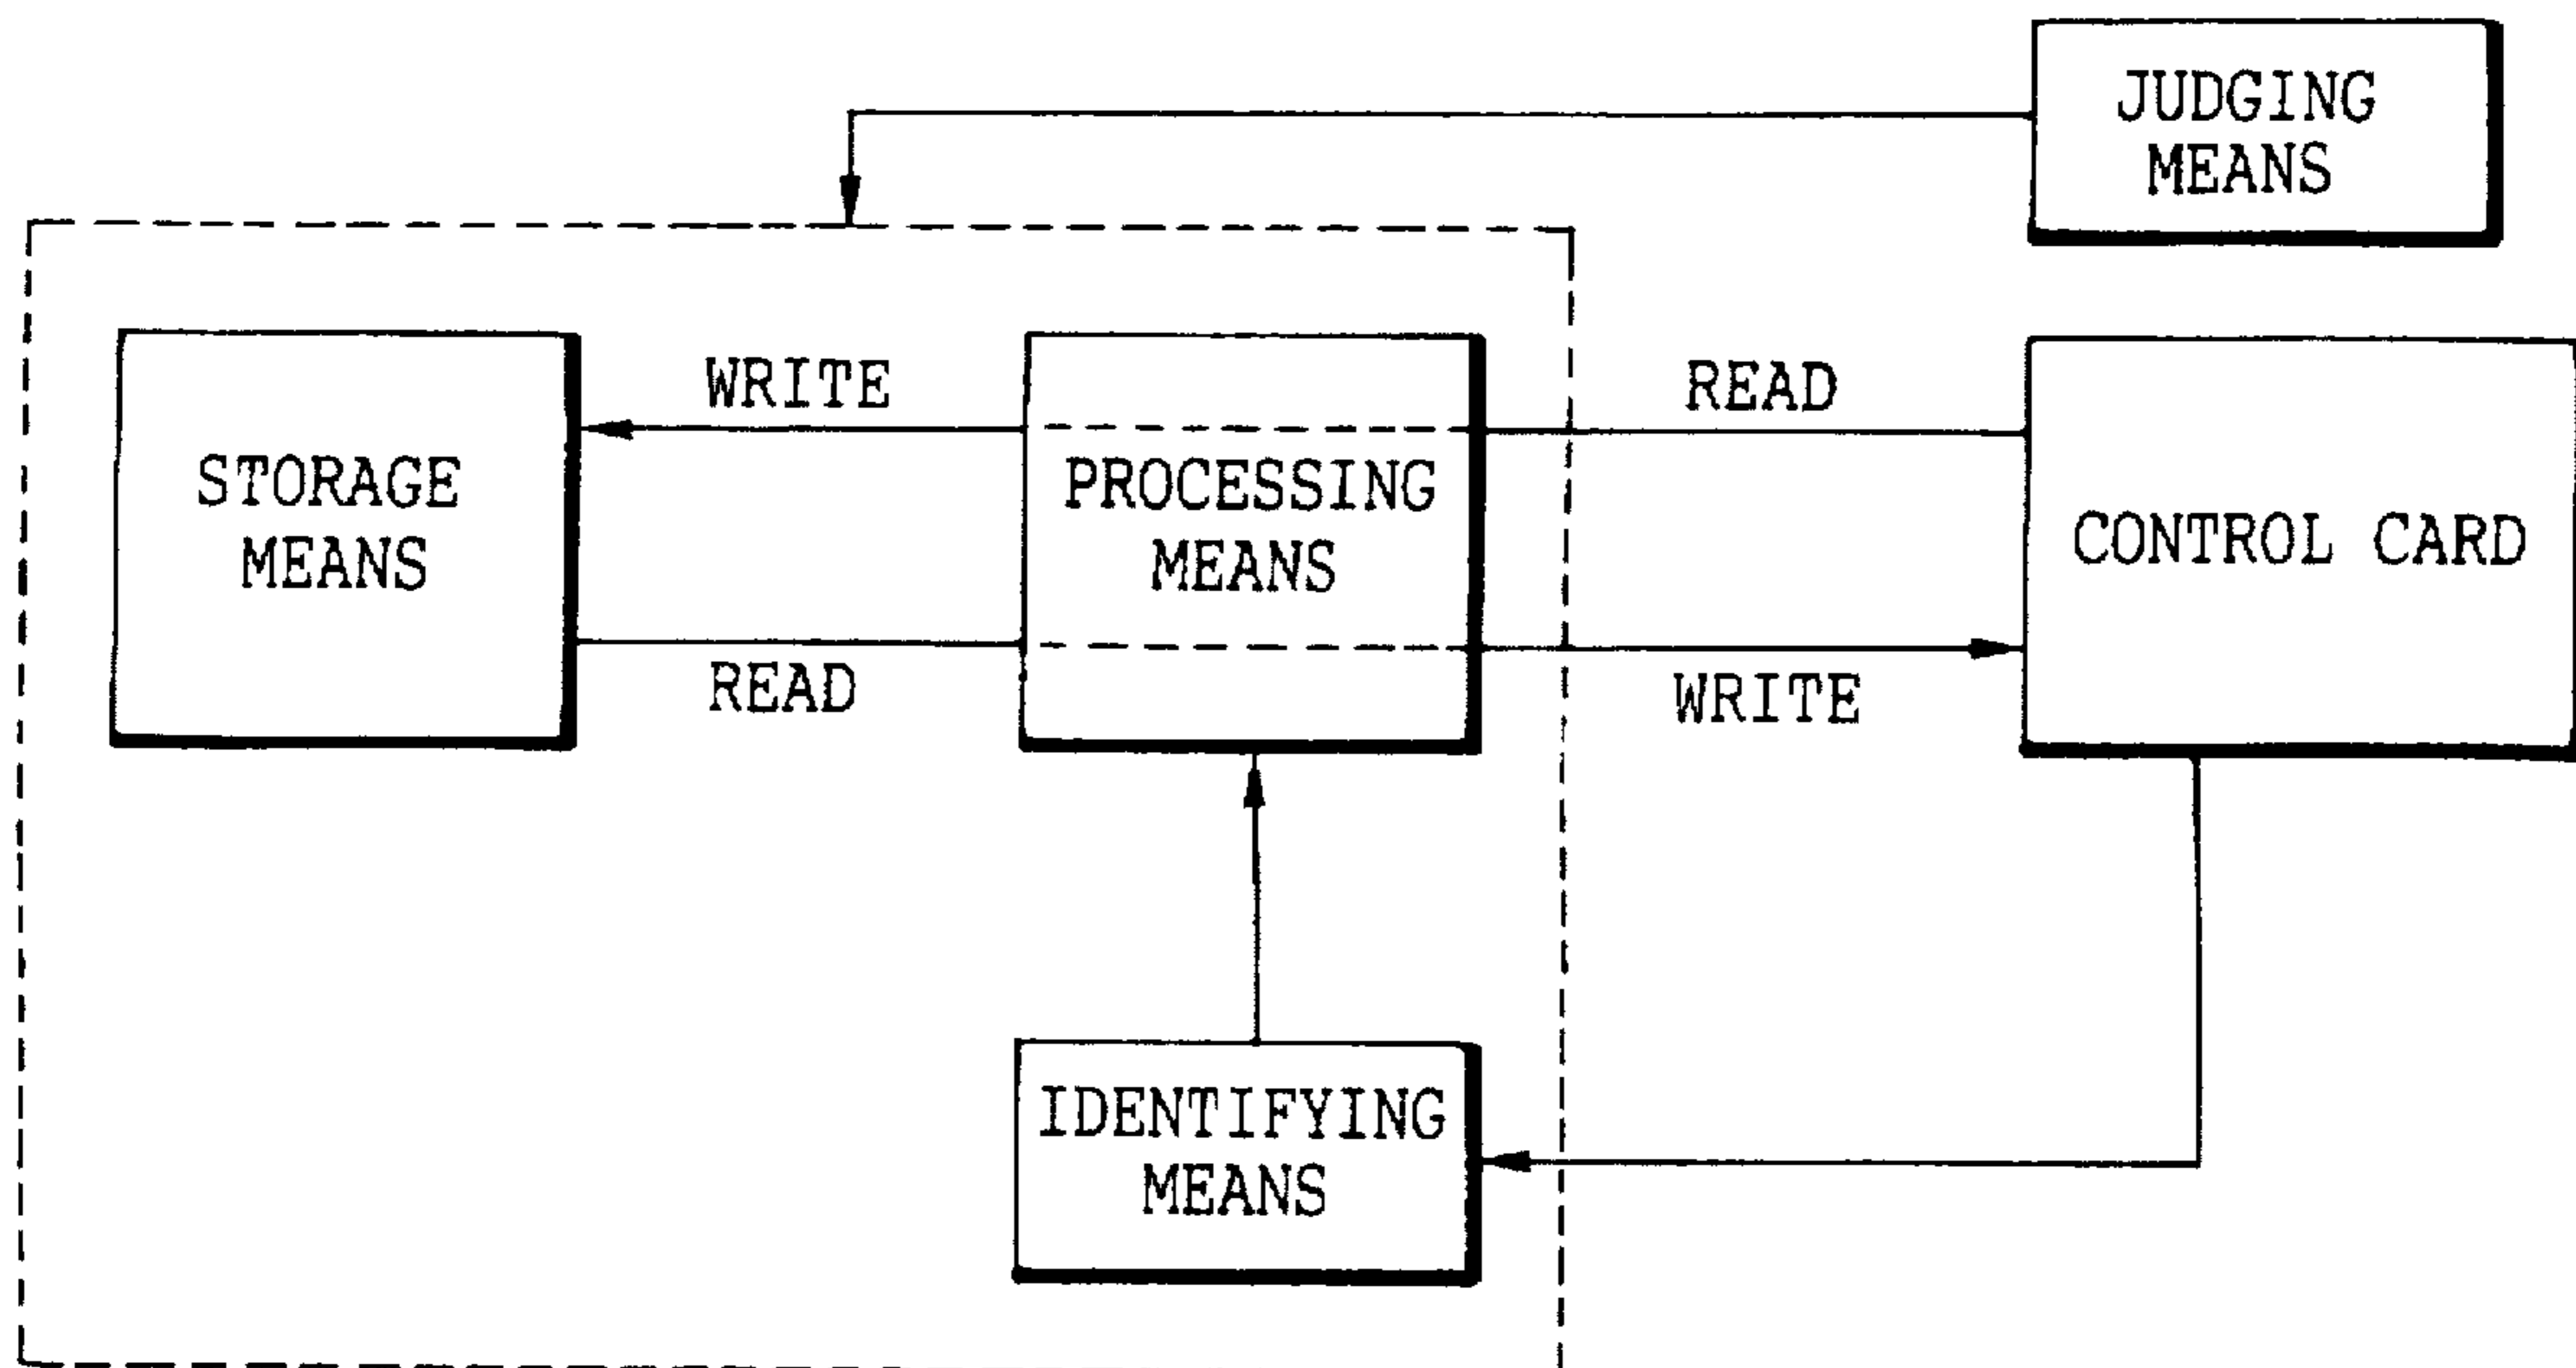 JUDGING
MEANS
WRITE
READ
STORAGE
MEANS
PROCESSING
MEANS
CONTROL CARD
READ
WRITE
IDENTIFYING
MEANS